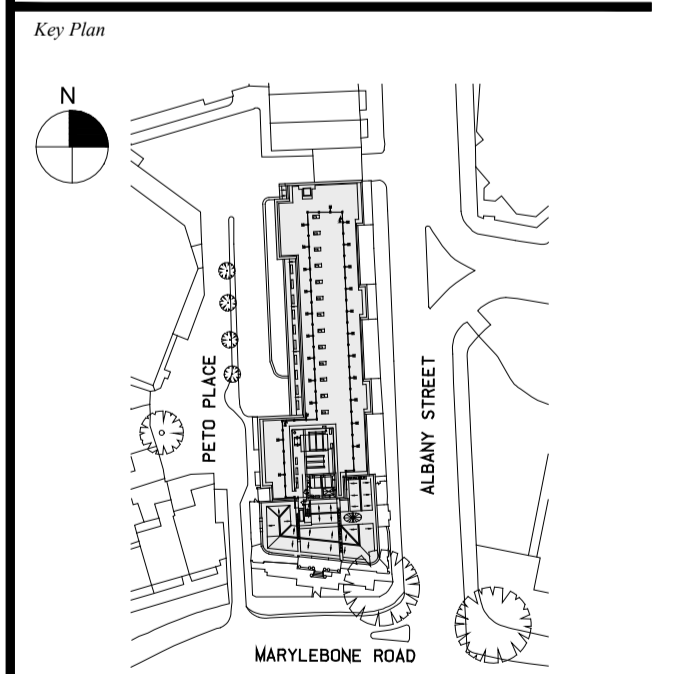 Key Plan
N
PETO PLACE
ALBANY STREET
MARYLEBONE ROAD